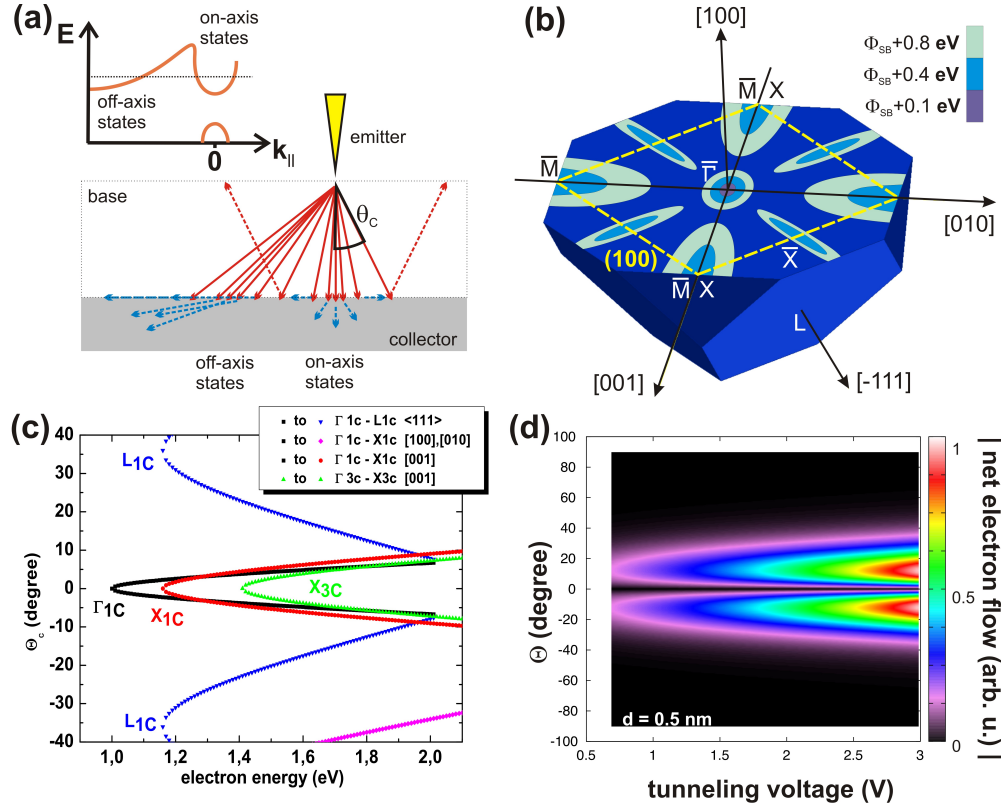 (a)
E
on-axis
states
off-axis
states
0
k||
emitter
base
θC
collector
off-axis
states
on-axis
states
(b)
[100]
ΦSB+0.8 eV
ΦSB+0.4 eV
ΦSB+0.1 eV
M̅ X
M̅
Γ̅
[010]
(100)
X̅
M̅ X
L
[001]
[-111]
(c)
to Γ 1c - L1c <111>
to Γ 1c - X1c [100],[010]
to Γ 1c - X1c [001]
to Γ 3c - X3c [001]
40
30
20
10
0
-10
-20
-30
-40
Θc (degree)
L1C
Γ1C
X1C
X3C
L1C
1,0
1,2
1,4
1,6
1,8
2,0
electron energy (eV)
(d)
100
80
60
40
20
0
-20
-40
-60
-80
-100
Θ (degree)
d = 0.5 nm
0.5
1
1.5
2
2.5
3
tunneling voltage (V)
1
0.5
0
| net electron flow (arb. u.) |